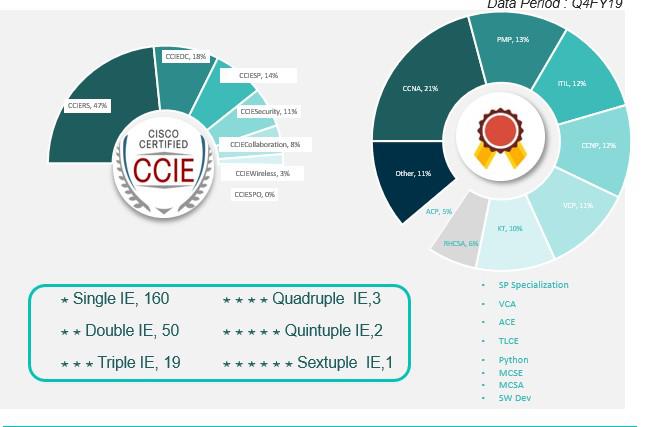 Data Period : Q4FY19
CCIEDC, 18%
CCIESP, 14%
CCIERS, 47%
CCIESecurity, 11%
CCIECollaboration, 8%
CCIEWireless, 3%
CCIESPO, 0%
CISCO
CERTIFIED
CCIE
PMP, 13%
CCNA, 21%
ITIL, 12%
CCNP, 12%
Other, 11%
VCP, 11%
ACP, 5%
KT, 10%
RHCSA, 6%
★ Single IE, 160
★ ★ Double IE, 50
★ ★ ★ Triple IE, 19
★ ★ ★ ★ Quadruple IE,3
★ ★ ★ ★ ★ Quintuple IE,2
★ ★ ★ ★ ★ ★ Sextuple IE,1
• SP Specialization
• VCA
• ACE
• TLCE
• Python
• MCSE
• MCSA
• SW Dev